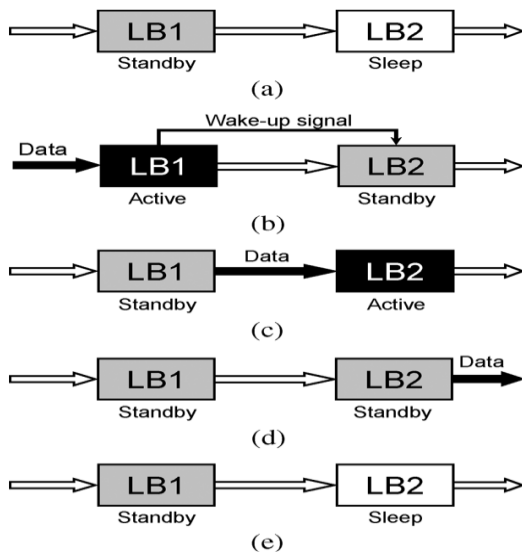 LB1 LB2
Standby Sleep
(a)
Wake-up signal
Data
LB1 LB2
Active Standby
(b)
Data
LB1 LB2
Standby Active
(c)
Data
LB1 LB2
Standby Standby
(d)
LB1 LB2
Standby Sleep
(e)